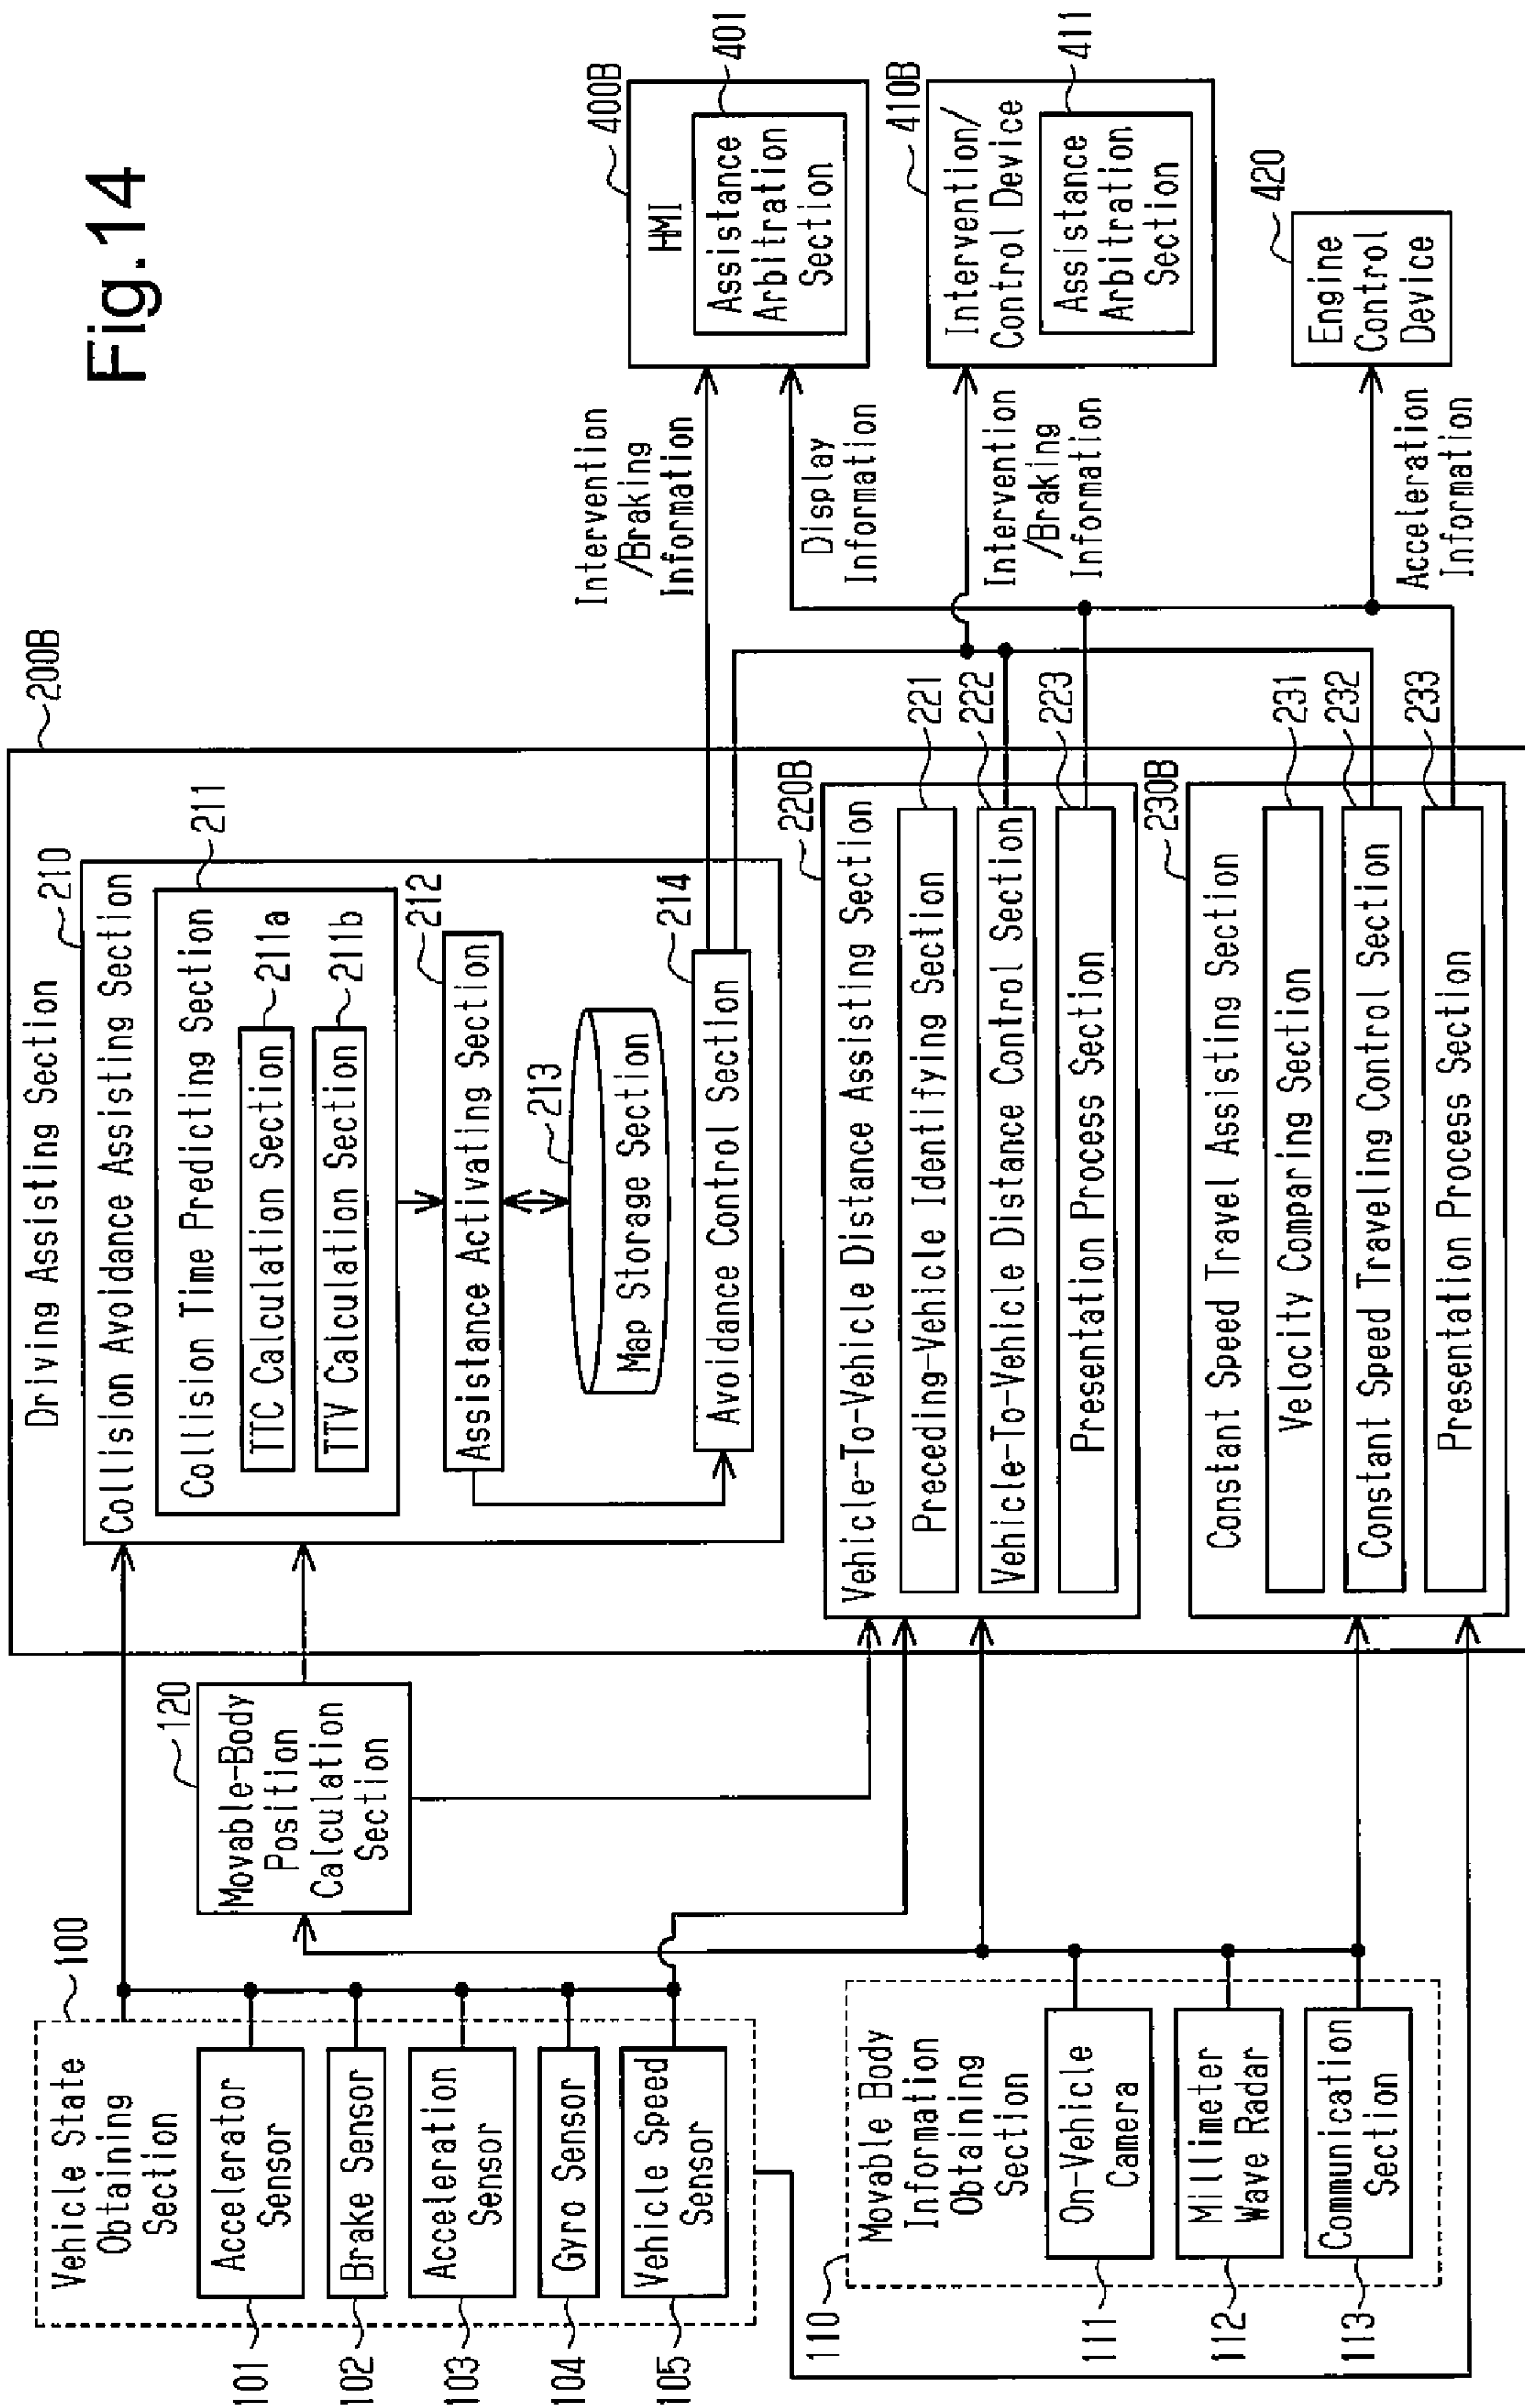 Fig.14
Vehicle State
Obtaining
Section
100
101
Accelerator
Sensor
102
Brake Sensor
103
Acceleration
Sensor
104
Gyro Sensor
105
Vehicle Speed
Sensor
110
Movable Body
Information
Obtaining
Section
111
On-Vehicle
Camera
112
Millimeter
Wave Radar
113
Communication
Section
120
Movable-Body
Position
Calculation
Section
Driving Assisting Section
200B
Collision Avoidance Assisting Section
210
Collision Time Predicting Section
211
TTC Calculation Section
211a
TTV Calculation Section
211b
Assistance Activating Section
212
213
Map Storage Section
Avoidance Control Section
214
220B
Vehicle-To-Vehicle Distance Assisting Section
Preceding-Vehicle Identifying Section
221
Vehicle-To-Vehicle Distance Control Section
222
Presentation Process Section
223
230B
Constant Speed Travel Assisting Section
Velocity Comparing Section
231
Constant Speed Traveling Control Section
232
Presentation Process Section
233
Intervention
/Braking
Information
Display
Information
Intervention
/Braking
Information
Acceleration
Information
400B
HMI
401
Assistance
Arbitration
Section
410B
Intervention/
Control Device
411
Assistance
Arbitration
Section
420
Engine
Control
Device